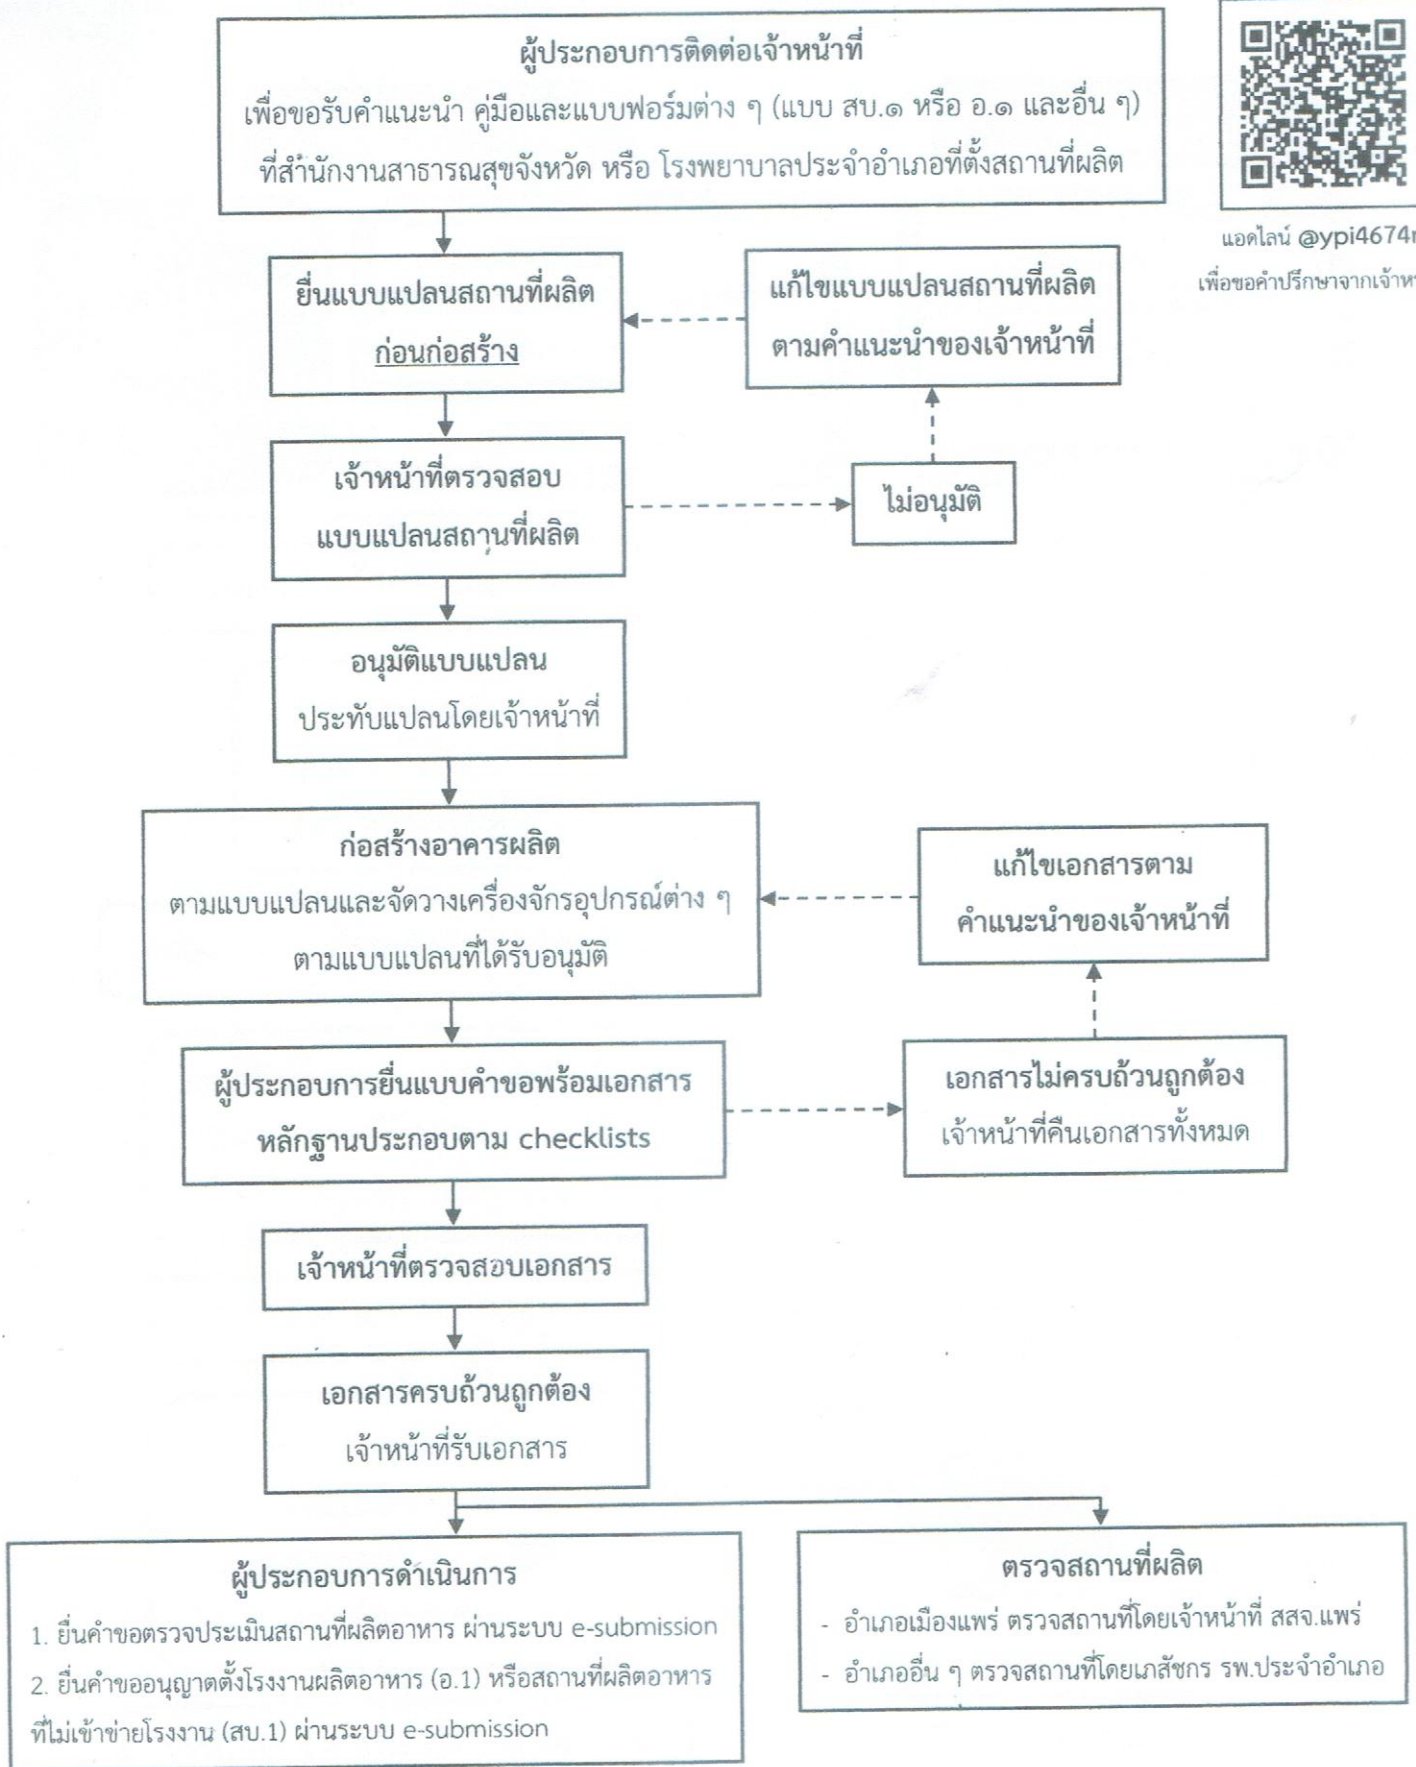 ผู้ประกอบการติดต่อเจ้าหน้าที่
เพื่อขอรับคำแนะนำ คู่มือและแบบฟอร์มต่าง ๆ (แบบ สบ.๑ หรือ อ.๑ และอื่น ๆ)
ที่สำนักงานสาธารณสุขจังหวัด หรือ โรงพยาบาลประจำอำเภอที่ตั้งสถานที่ผลิต
แอดไลน์ @ypi4674
เพื่อขอคำปรึกษาจาก
ยื่นแบบแปลนสถานที่ผลิต
ก่อนก่อสร้าง
แก้ไขแบบแปลนสถานที่ผลิต
ตามคำแนะนำของเจ้าหน้าที่
เจ้าหน้าที่ตรวจสอบ
แบบแปลนสถานที่ผลิต
ไม่อนุมัติ
อนุมัติแบบแปลน
ประทับแปลนโดยเจ้าหน้าที่
ก่อสร้างอาคารผลิต
ตามแบบแปลนและจัดวางเครื่องจักรอุปกรณ์ต่าง ๆ
ตามแบบแปลนที่ได้รับอนุมัติ
แก้ไขเอกสารตาม
คำแนะนำของเจ้าหน้าที่
ผู้ประกอบการยื่นแบบคำขอพร้อมเอกสาร
หลักฐานประกอบตาม checklists
เอกสารไม่ครบถ้วนถูกต้อง
เจ้าหน้าที่คืนเอกสารทั้งหมด
เจ้าหน้าที่ตรวจสอบเอกสาร
เอกสารครบถ้วนถูกต้อง
เจ้าหน้าที่รับเอกสาร
ผู้ประกอบการดำเนินการ
1. ยื่นคำขอตรวจประเมินสถานที่ผลิตอาหาร ผ่านระบบ e-submission
2. ยื่นคำขออนุญาตตั้งโรงงานผลิตอาหาร (อ.1) หรือสถานที่ผลิตอาหาร
ที่ไม่เข้าข่ายโรงงาน (สบ.1) ผ่านระบบ e-submission
ตรวจสถานที่ผลิต
- อำเภอเมืองแพร่ ตรวจสถานที่โดยเจ้าหน้าที่ สสจ.แพร่
- อำเภออื่น ๆ ตรวจสถานที่โดยเภสัชกร รพ.ประจำอำเภอ